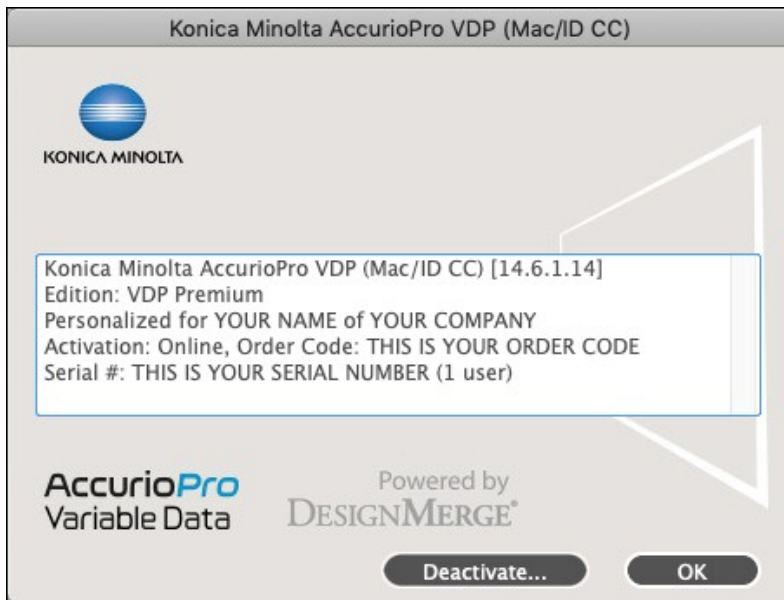 Konica Minolta AccurioPro VDP (Mac/ID CC)
KONICA MINOLTA
Konica Minolta AccurioPro VDP (Mac/ID CC) [14.6.1.14]
Edition: VDP Premium
Personalized for YOUR NAME of YOUR COMPANY
Activation: Online, Order Code: THIS IS YOUR ORDER CODE
Serial #: THIS IS YOUR SERIAL NUMBER (1 user)
AccurioPro
Variable Data
Powered by
DESIGNMERGE®
Deactivate...
OK